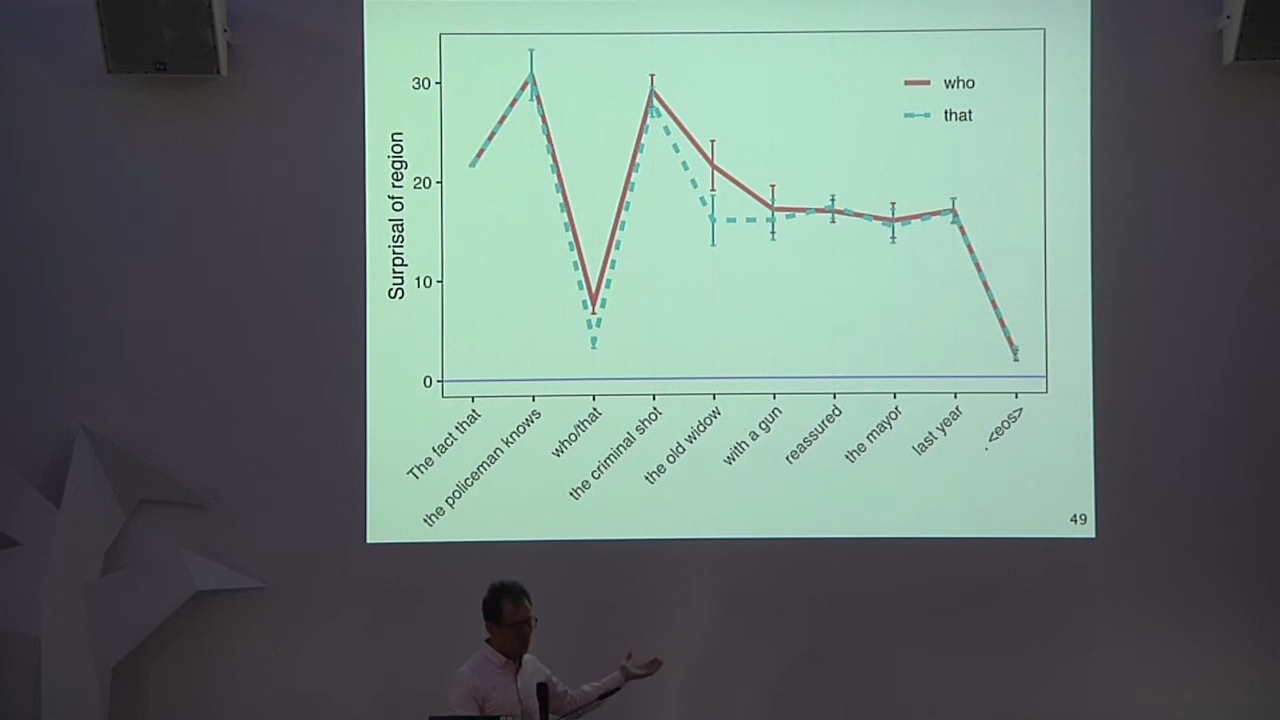 30
20
10
0
Surprisal of region
who
that
The fact that
the policeman knows
who/that
the criminal shot
the old widow
with a gun
reassured
the mayor
last year
. <eos>
49